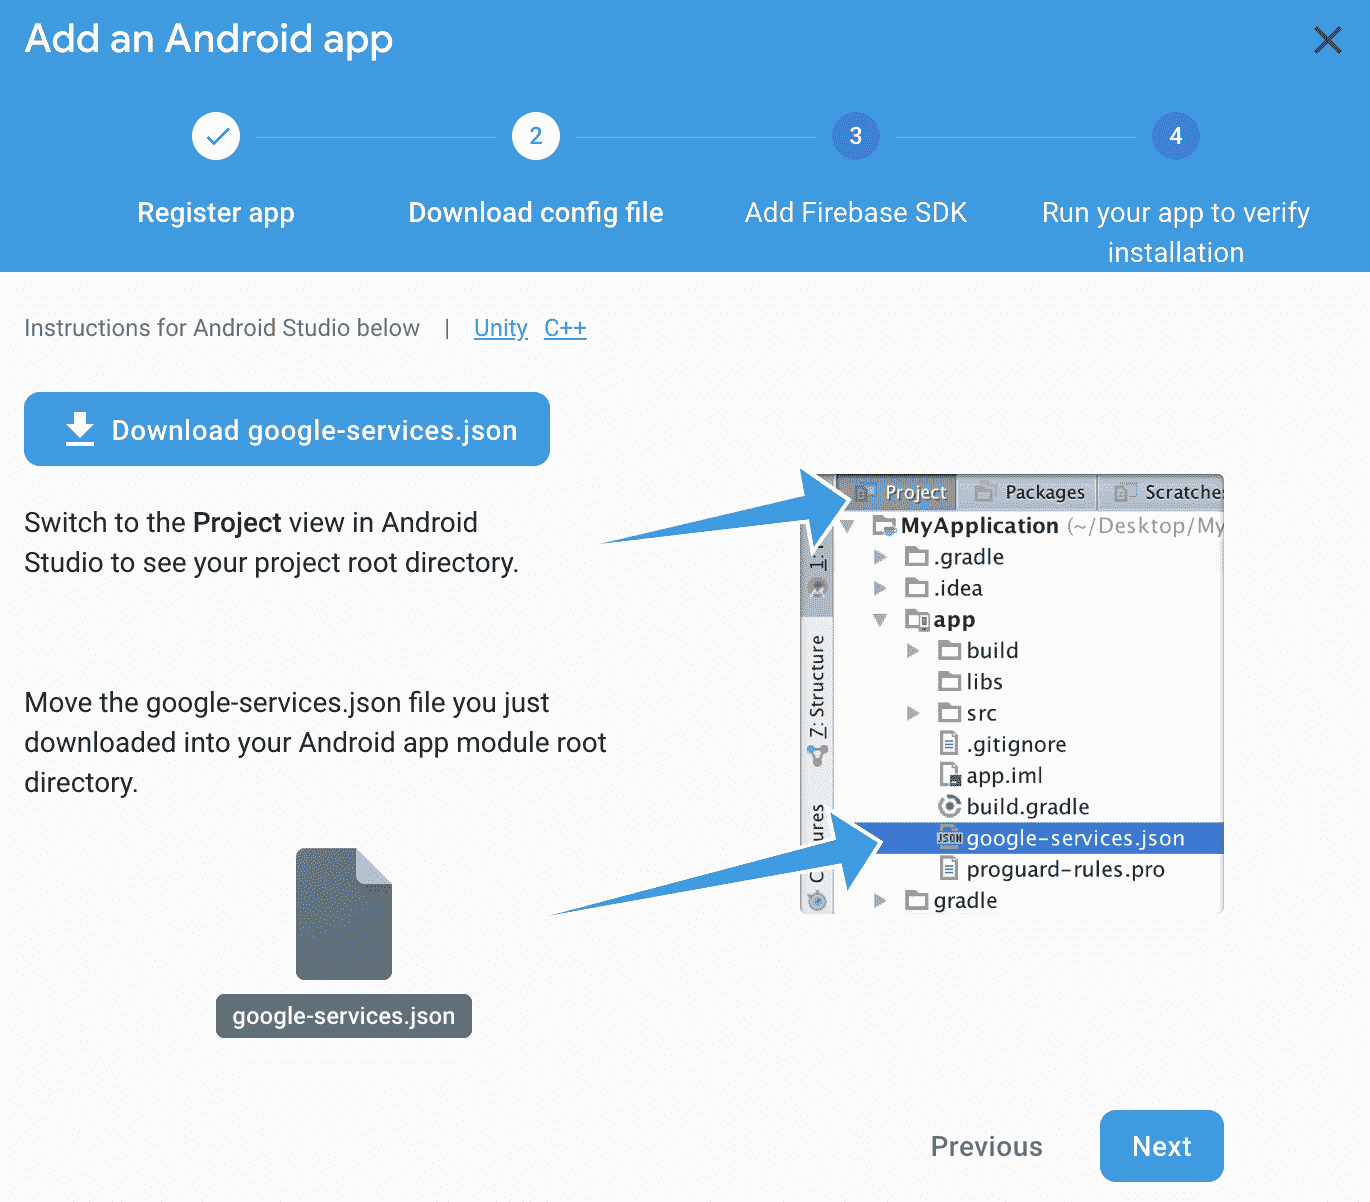 Add an Android app
2
3
4
Register app
Download config file
Add Firebase SDK
Run your app to verify
installation
Instructions for Android Studio below | Unity C++
Download google-services.json
Switch to the Project view in Android
Studio to see your project root directory.
Move the google-services.json file you just
downloaded into your Android app module root
directory.
google-services.json
Project
Packages
Scratche
MyApplication (~/Desktop/My
.gradle
.idea
app
build
libs
src
.gitignore
app.iml
build.gradle
JSON google-services.json
proguard-rules.pro
gradle
1:
7: Structure
Previous
Next